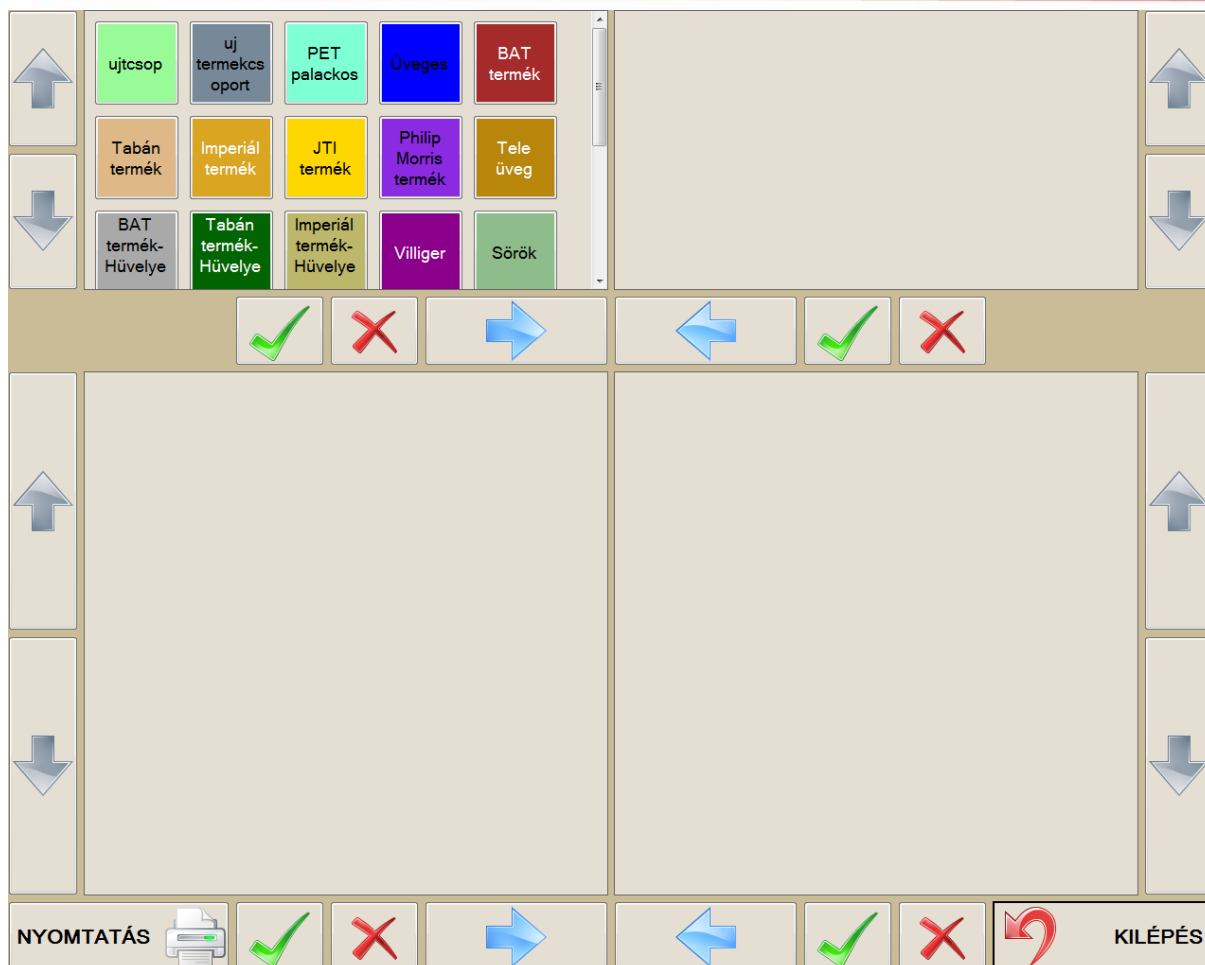 ujtcsop
uj
termekcs
oport
PET
palackos
Üveges
BAT
termék
Tabán
termék
Imperiál
termék
JTI
termék
Philip
Morris
termék
Tele
üveg
BAT
termék-
Hüvelye
Tabán
termék-
Hüvelye
Imperiál
termék-
Hüvelye
Villiger
Sörök
NYOMTATÁS
KILÉPÉS